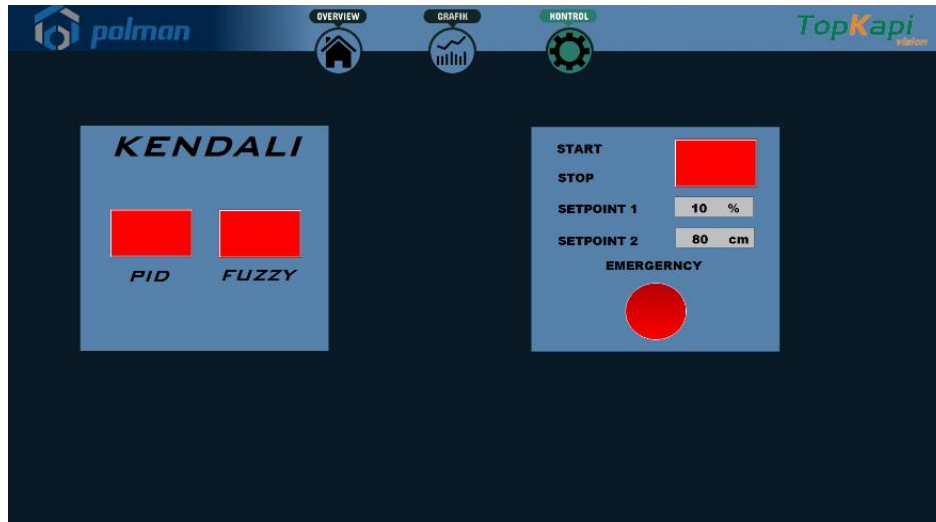 polman
OVERVIEW
GRAFIK
KONTROL
TopKapi
vision
KENDALI
PID
FUZZY
START
STOP
SETPOINT 1
10 %
SETPOINT 2
80 cm
EMERGERNCY